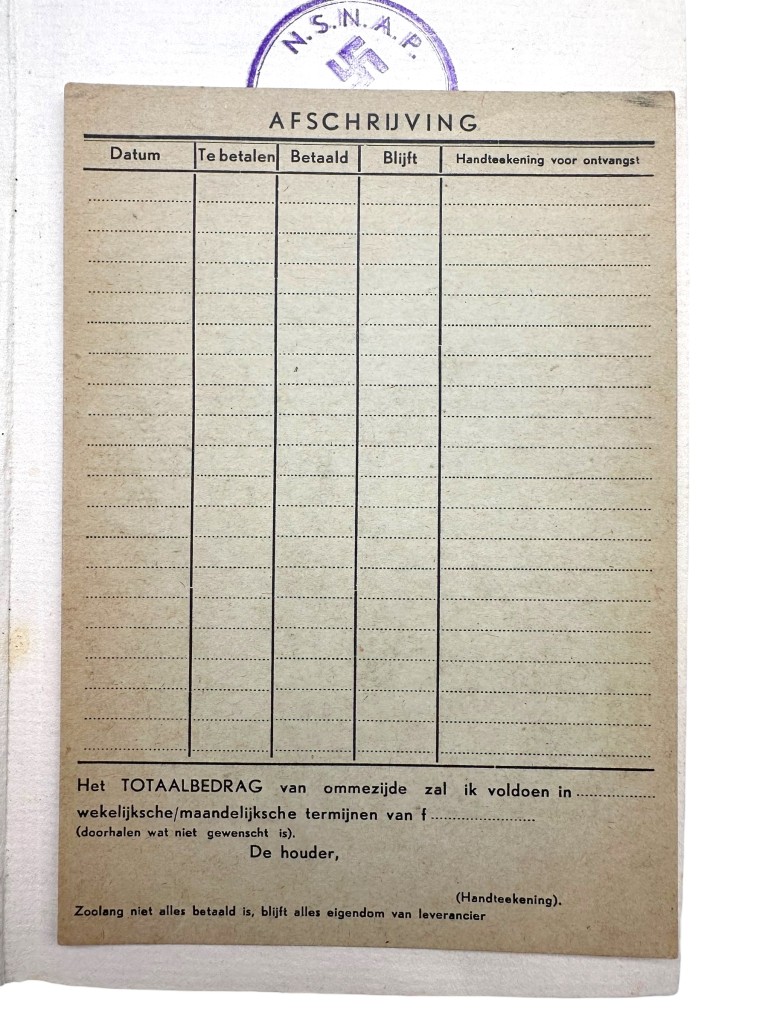 N.S.N.A.P.
AFSCHRIJVING
Datum Te betalen Betaald Blijft Handteekening voor ontvangst
Het TOTAALBEDRAG van ommezijde zal ik voldoen in ..............
wekelijksche/maandelijksche termijnen van f ..................
(doorhalen wat niet gewenscht is).
De houder,
(Handteekening).
Zoolang niet alles betaald is, blijft alles eigendom van leverancier